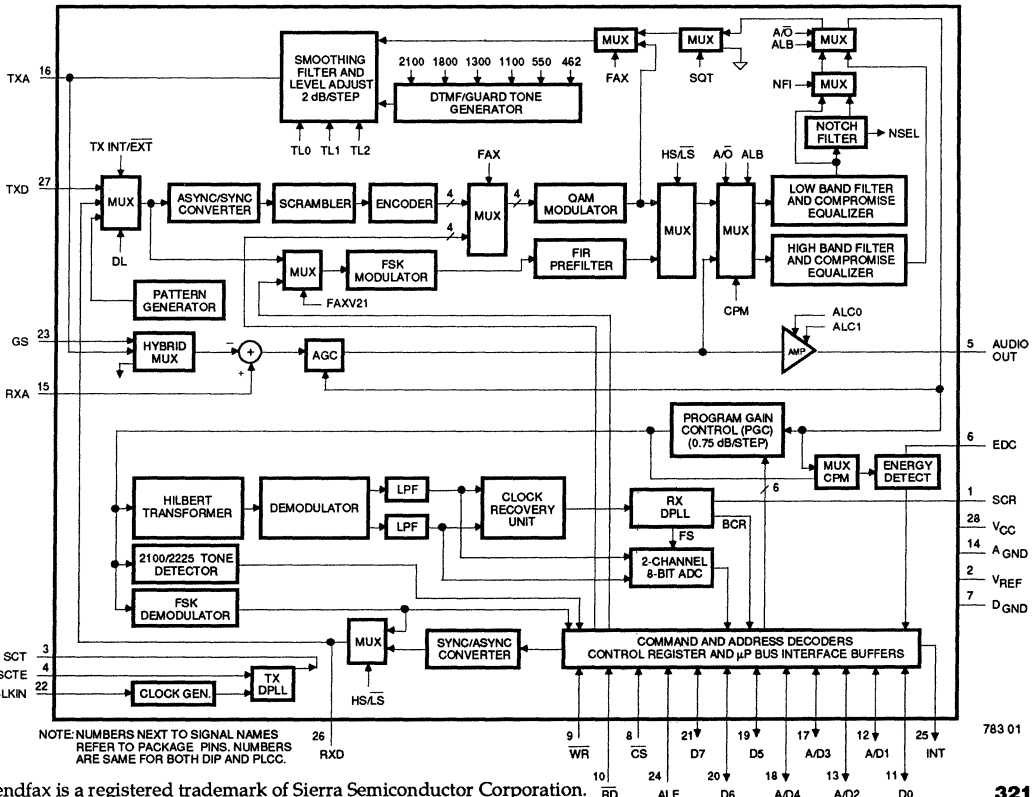 TXA 16
SMOOTHING
FILTER AND
LEVEL ADJUST
2 dB/STEP
TL0 TL1 TL2
2100 1800 1300 1100 550 462
DTMF/GUARD TONE
GENERATOR
MUX
FAX
MUX
SQT
A/O̅
ALB
MUX
NFI
MUX
NOTCH
FILTER
NSEL
TX INT/E̅X̅T̅
TXD 27
MUX
DL
ASYNC/SYNC
CONVERTER
SCRAMBLER
ENCODER
4
4
FAX
MUX
4
QAM
MODULATOR
HS/L̅S̅
MUX
A/O̅ ALB
MUX
CPM
LOW BAND FILTER
AND COMPROMISE
EQUALIZER
HIGH BAND FILTER
AND COMPROMISE
EQUALIZER
MUX
FAXV21
FSK
MODULATOR
FIR
PREFILTER
PATTERN
GENERATOR
GS 23
HYBRID
MUX
−
+
+
RXA 15
AGC
ALC0
ALC1
AMP
5 AUDIO
OUT
PROGRAM GAIN
CONTROL (PGC)
(0.75 dB/STEP)
6
MUX
CPM
ENERGY
DETECT
6 EDC
1 SCR
28 VCC
14 A GND
2 VREF
7 DGND
HILBERT
TRANSFORMER
DEMODULATOR
LPF
LPF
CLOCK
RECOVERY
UNIT
RX
DPLL
BCR
FS
2-CHANNEL
8-BIT ADC
2100/2225 TONE
DETECTOR
FSK
DEMODULATOR
MUX
HS/L̅S̅
SYNC/ASYNC
CONVERTER
COMMAND AND ADDRESS DECODERS
CONTROL REGISTER AND µP BUS INTERFACE BUFFERS
SCT 3
SCTE 4
LKIN 22
CLOCK GEN.
TX
DPLL
26
RXD
9 W̅R̅
10 R̅D̅
8 C̅S̅
24 ALE
21 D7
20 D6
19 D5
18 A/D4
17 A/D3
13 A/D2
12 A/D1
11 D0
25 INT
783 01
NOTE: NUMBERS NEXT TO SIGNAL NAMES
REFER TO PACKAGE PINS. NUMBERS
ARE SAME FOR BOTH DIP AND PLCC.
endfax is a registered trademark of Sierra Semiconductor Corporation.
321